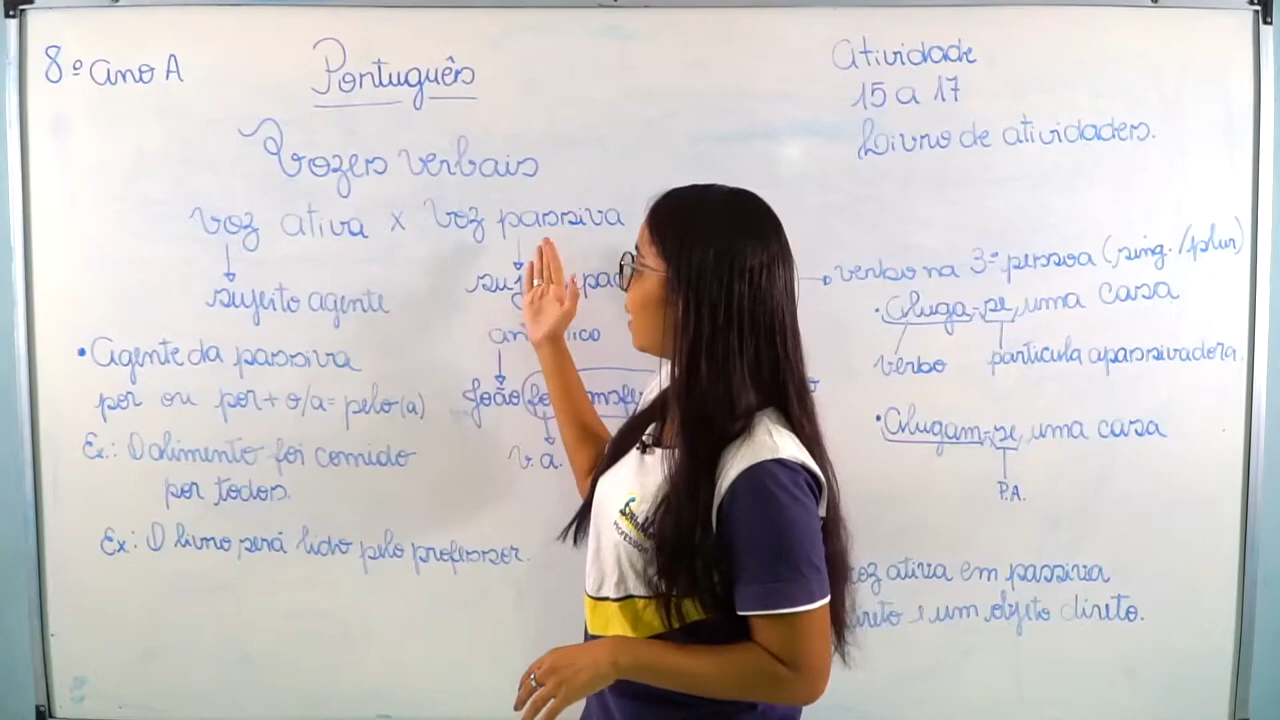 8º ano A
Português
Vozes verbais
voz ativa x voz passiva
sujeito agente
• Agente da passiva
por ou por + o/a = pelo(a)
Ex.: O alimento foi comido
por todos.
Ex.: O livro será lido pelo professor.
João
v. a.
Atividade
15 a 17
Livro de atividades.
verbo na 3ª pessoa (sing./plur)
• Aluga-se, uma casa
verbo partícula apassivadora
• Alugam-se, uma casa
P.A.
voz ativa em passiva
um objeto direto.
PROFESSOR